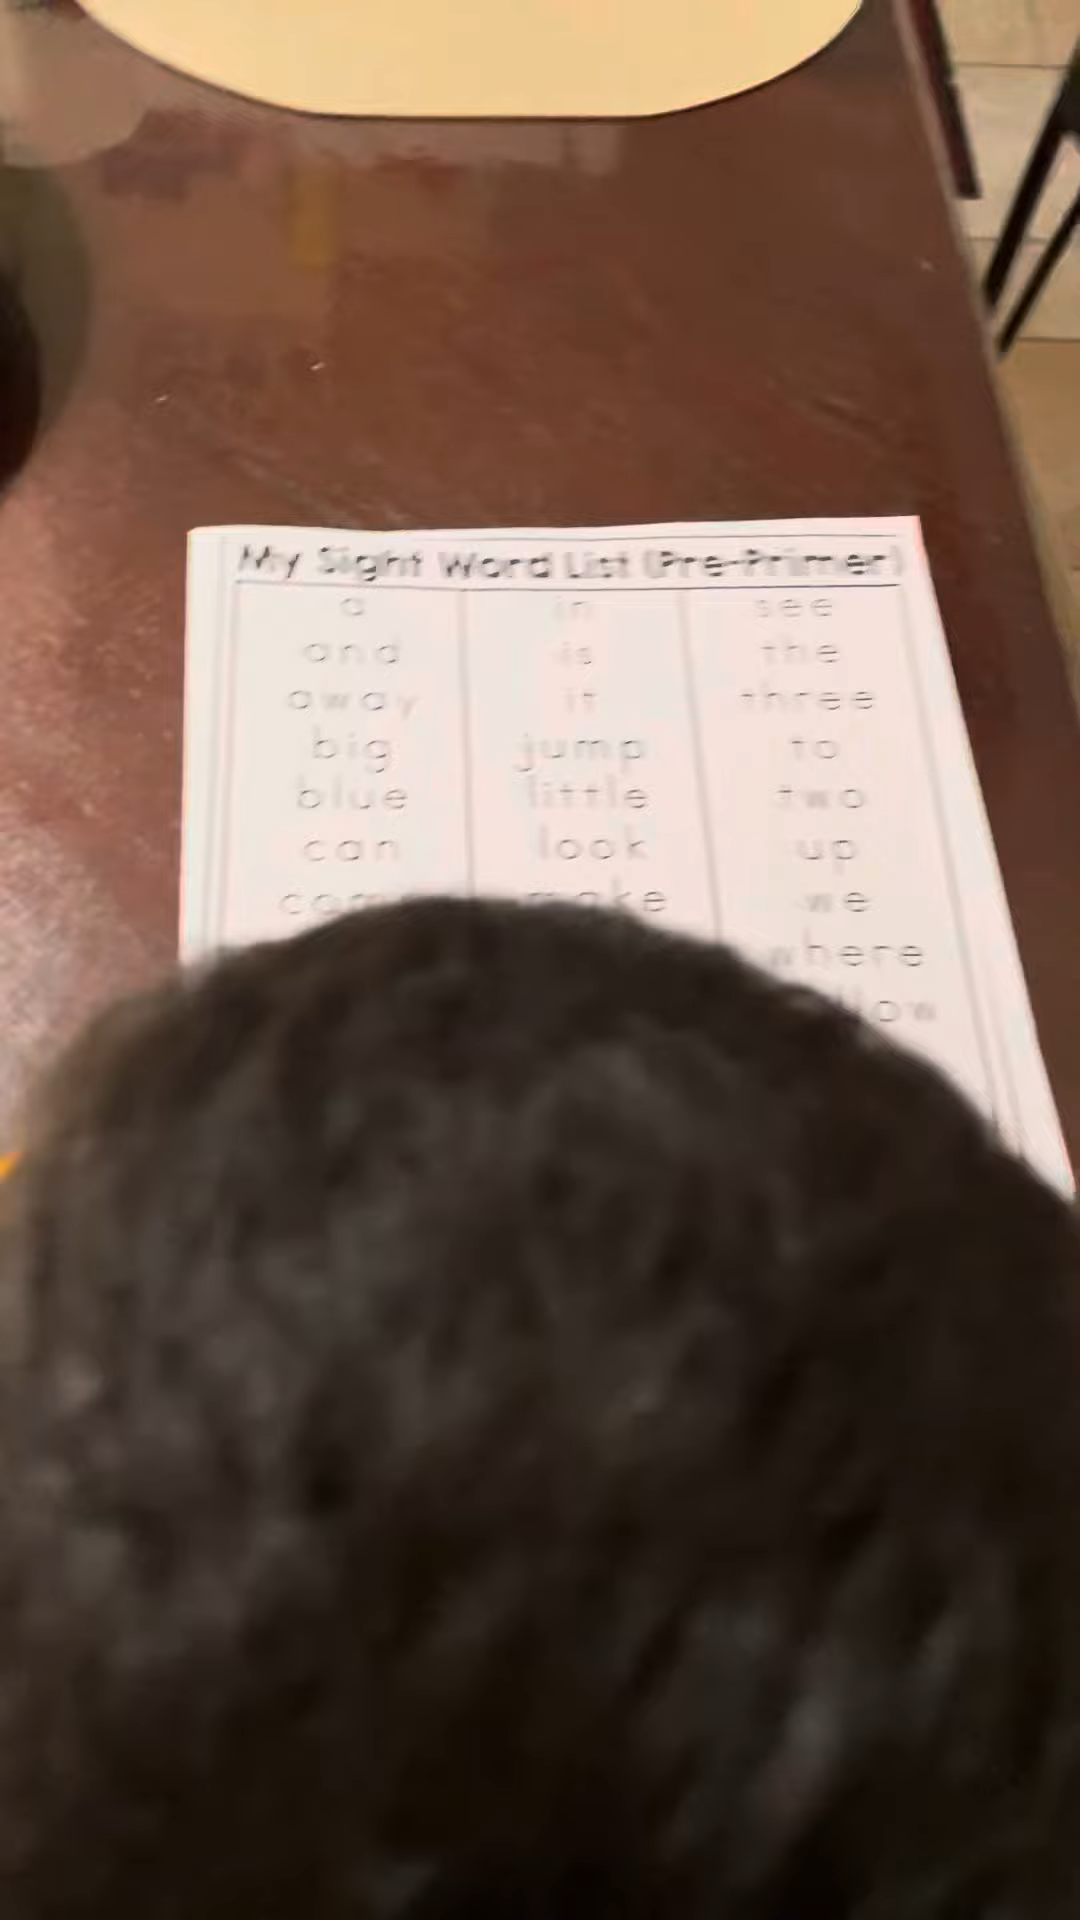 My Sight Word List (Pre-Primer)
a in see
and is the
away it three
big jump to
blue little two
can look up
make we
where